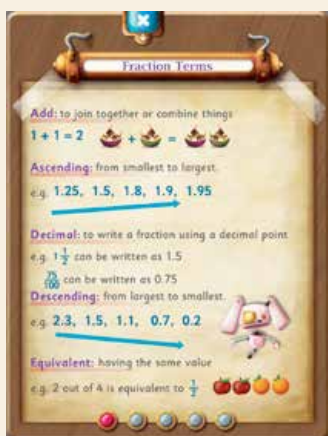 Fraction Terms
Add: to join together or combine things
1 + 1 = 2 + =
Ascending: from smallest to largest.
e.g. 1.25, 1.5, 1.8, 1.9, 1.95
Decimal: to write a fraction using a decimal point
e.g. 1 1/2 can be written as 1.5
75/100 can be written as 0.75
Descending: from largest to smallest.
e.g. 2.3, 1.5, 1.1, 0.7, 0.2
Equivalent: having the same value
e.g. 2 out of 4 is equivalent to 1/2